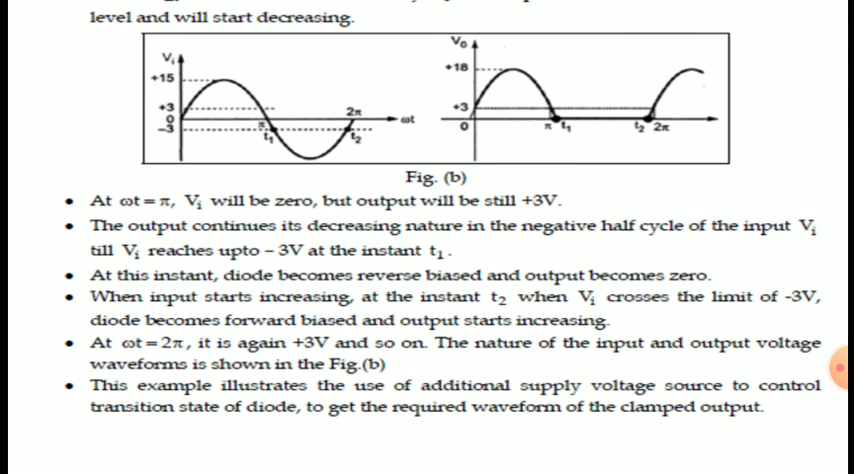 level and will start decreasing.
Vi
+15
+3
0
−3
π
t1
2π
t2
ωt
Vo
+18
+3
0
π t1
t2 2π
Fig. (b)
• At ωt = π, Vi will be zero, but output will be still +3V.
• The output continues its decreasing nature in the negative half cycle of the input Vi
till Vi reaches upto – 3V at the instant t1 .
• At this instant, diode becomes reverse biased and output becomes zero.
• When input starts increasing, at the instant t2 when Vi crosses the limit of -3V,
diode becomes forward biased and output starts increasing.
• At ωt = 2π, it is again +3V and so on. The nature of the input and output voltage
waveforms is shown in the Fig.(b)
• This example illustrates the use of additional supply voltage source to control
transition state of diode, to get the required waveform of the clamped output.